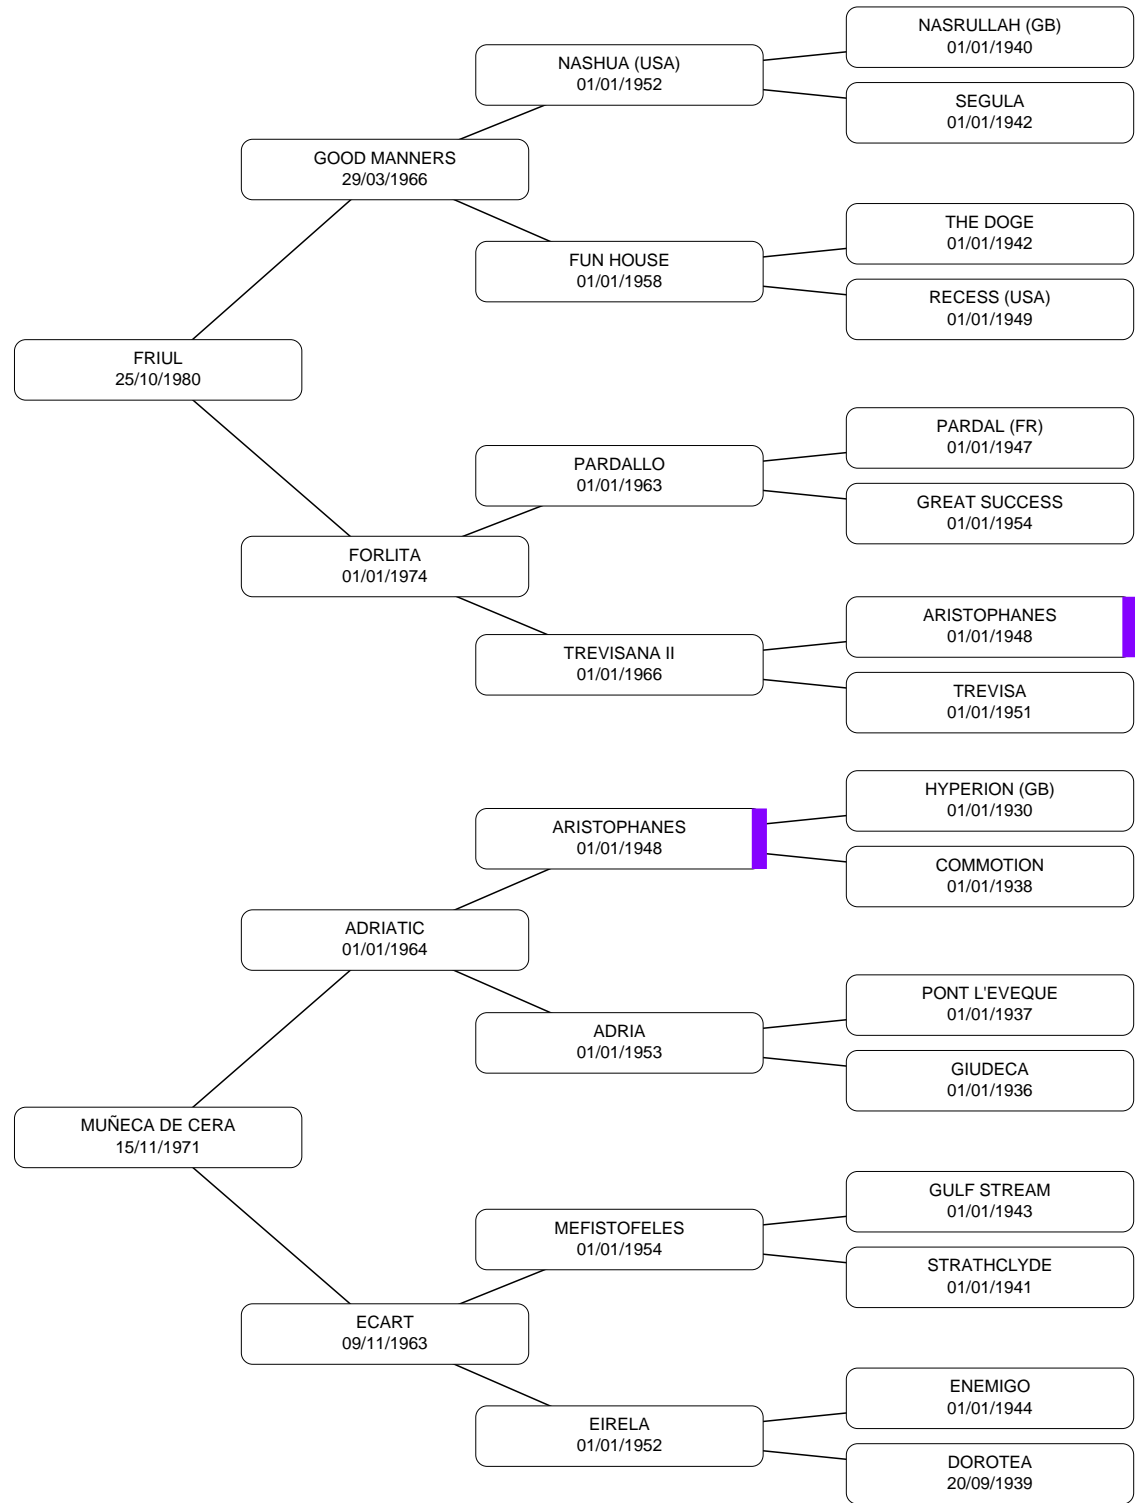 NASRULLAH (GB)
01/01/1940
NASHUA (USA)
01/01/1952
SEGULA
01/01/1942
GOOD MANNERS
29/03/1966
THE DOGE
01/01/1942
FUN HOUSE
01/01/1958
RECESS (USA)
01/01/1949
FRIUL
25/10/1980
PARDAL (FR)
01/01/1947
PARDALLO
01/01/1963
GREAT SUCCESS
01/01/1954
FORLITA
01/01/1974
ARISTOPHANES
01/01/1948
TREVISANA II
01/01/1966
TREVISA
01/01/1951
HYPERION (GB)
01/01/1930
ARISTOPHANES
01/01/1948
COMMOTION
01/01/1938
ADRIATIC
01/01/1964
PONT L'EVEQUE
01/01/1937
ADRIA
01/01/1953
GIUDECA
01/01/1936
MUÑECA DE CERA
15/11/1971
GULF STREAM
01/01/1943
MEFISTOFELES
01/01/1954
STRATHCLYDE
01/01/1941
ECART
09/11/1963
ENEMIGO
01/01/1944
EIRELA
01/01/1952
DOROTEA
20/09/1939